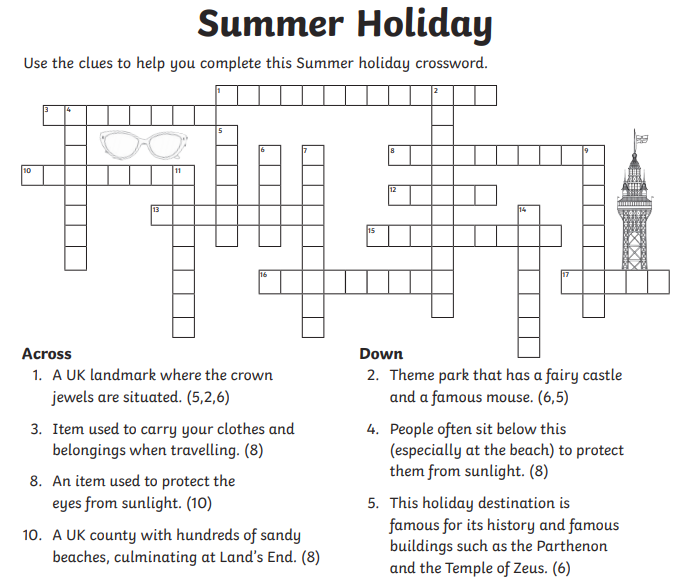 Summer Holiday
Use the clues to help you complete this Summer holiday crossword.
1 2
3 4
5
6 7 8 9
10 11
12
13 14
15
16 17
Across
1. A UK landmark where the crown
jewels are situated. (5,2,6)
3. Item used to carry your clothes and
belongings when travelling. (8)
8. An item used to protect the
eyes from sunlight. (10)
10. A UK county with hundreds of sandy
beaches, culminating at Land's End. (8)
Down
2. Theme park that has a fairy castle
and a famous mouse. (6,5)
4. People often sit below this
(especially at the beach) to protect
them from sunlight. (8)
5. This holiday destination is
famous for its history and famous
buildings such as the Parthenon
and the Temple of Zeus. (6)